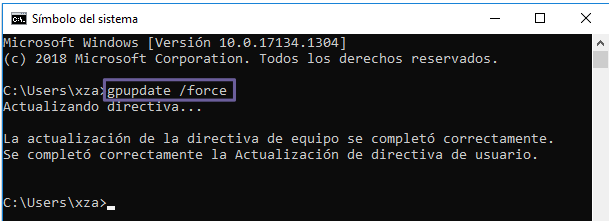 Símbolo del sistema
Microsoft Windows [Versión 10.0.17134.1304]
(c) 2018 Microsoft Corporation. Todos los derechos reservados.
C:\Users\xza>gpupdate /force
Actualizando directiva...
La actualización de la directiva de equipo se completó correctamente.
Se completó correctamente la Actualización de directiva de usuario.
C:\Users\xza>